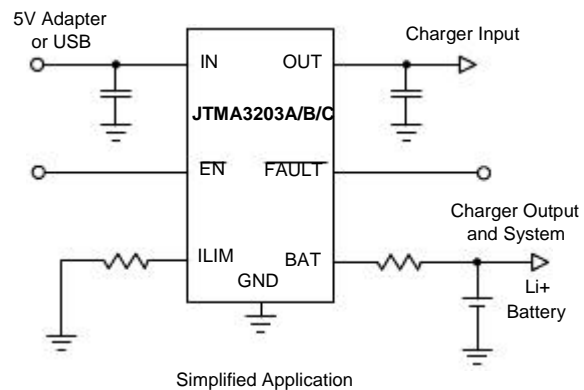 5V Adapter
or USB
Charger Input
IN
OUT
JTMA3203A/B/C
EN
FAULT
Charger Output
and System
ILIM
BAT
GND
Li+
Battery
Simplified Application